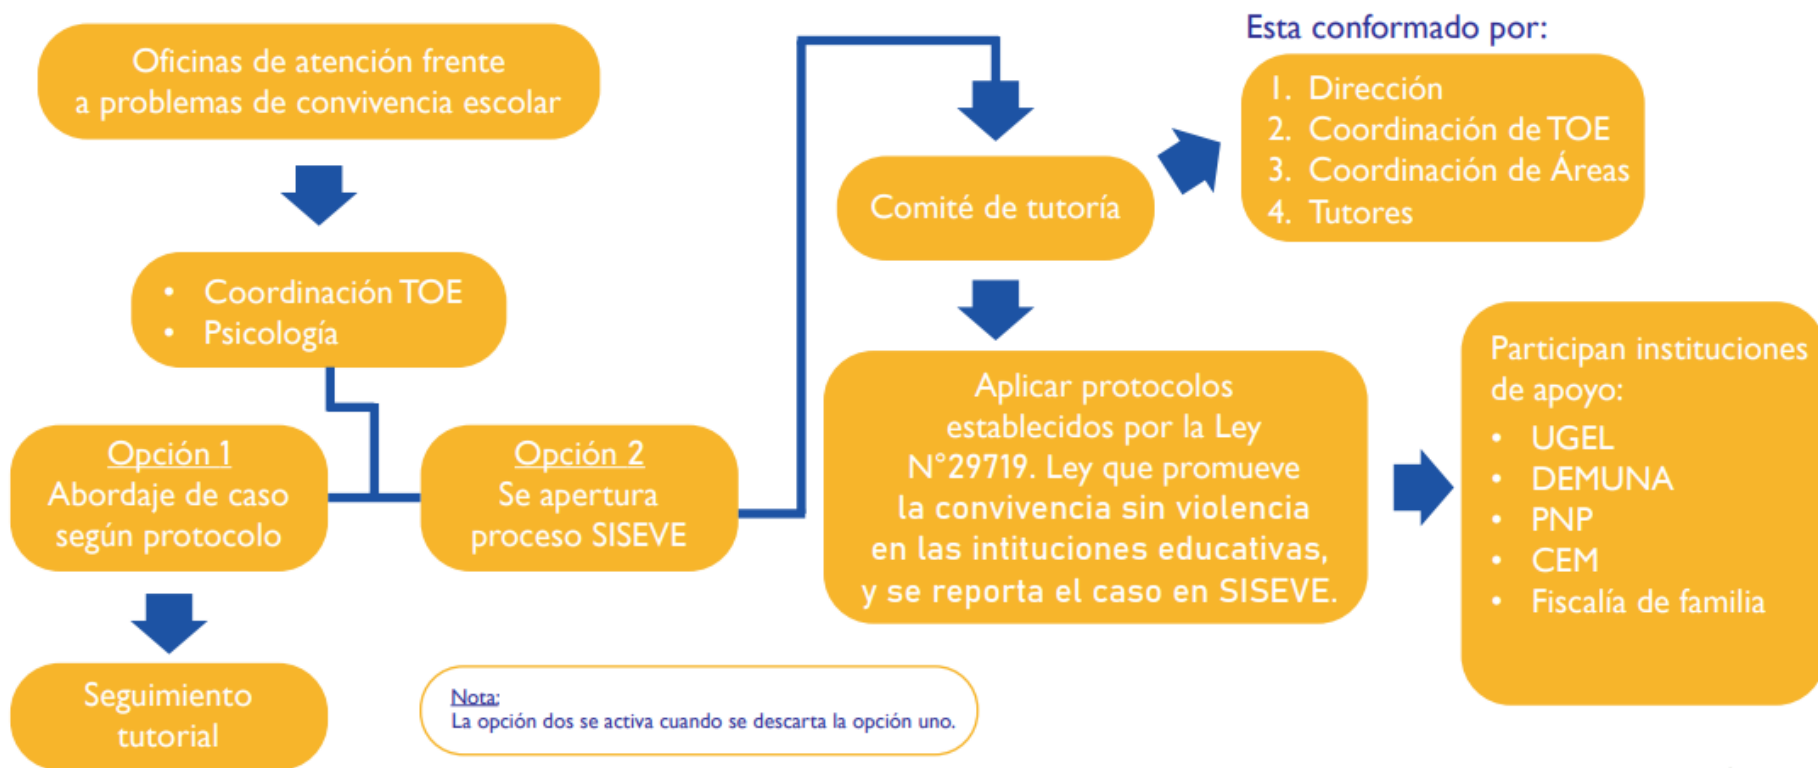 Oficinas de atención frente
a problemas de convivencia escolar
• Coordinación TOE
• Psicología
Opción 1
Abordaje de caso
según protocolo
Seguimiento
tutorial
Opción 2
Se apertura
proceso SISEVE
Nota:
La opción dos se activa cuando se descarta la opción uno.
Comité de tutoría
Esta conformado por:
1. Dirección
2. Coordinación de TOE
3. Coordinación de Áreas
4. Tutores
Aplicar protocolos
establecidos por la Ley
N°29719. Ley que promueve
la convivencia sin violencia
en las intituciones educativas,
y se reporta el caso en SISEVE.
Participan instituciones
de apoyo:
• UGEL
• DEMUNA
• PNP
• CEM
• Fiscalía de familia